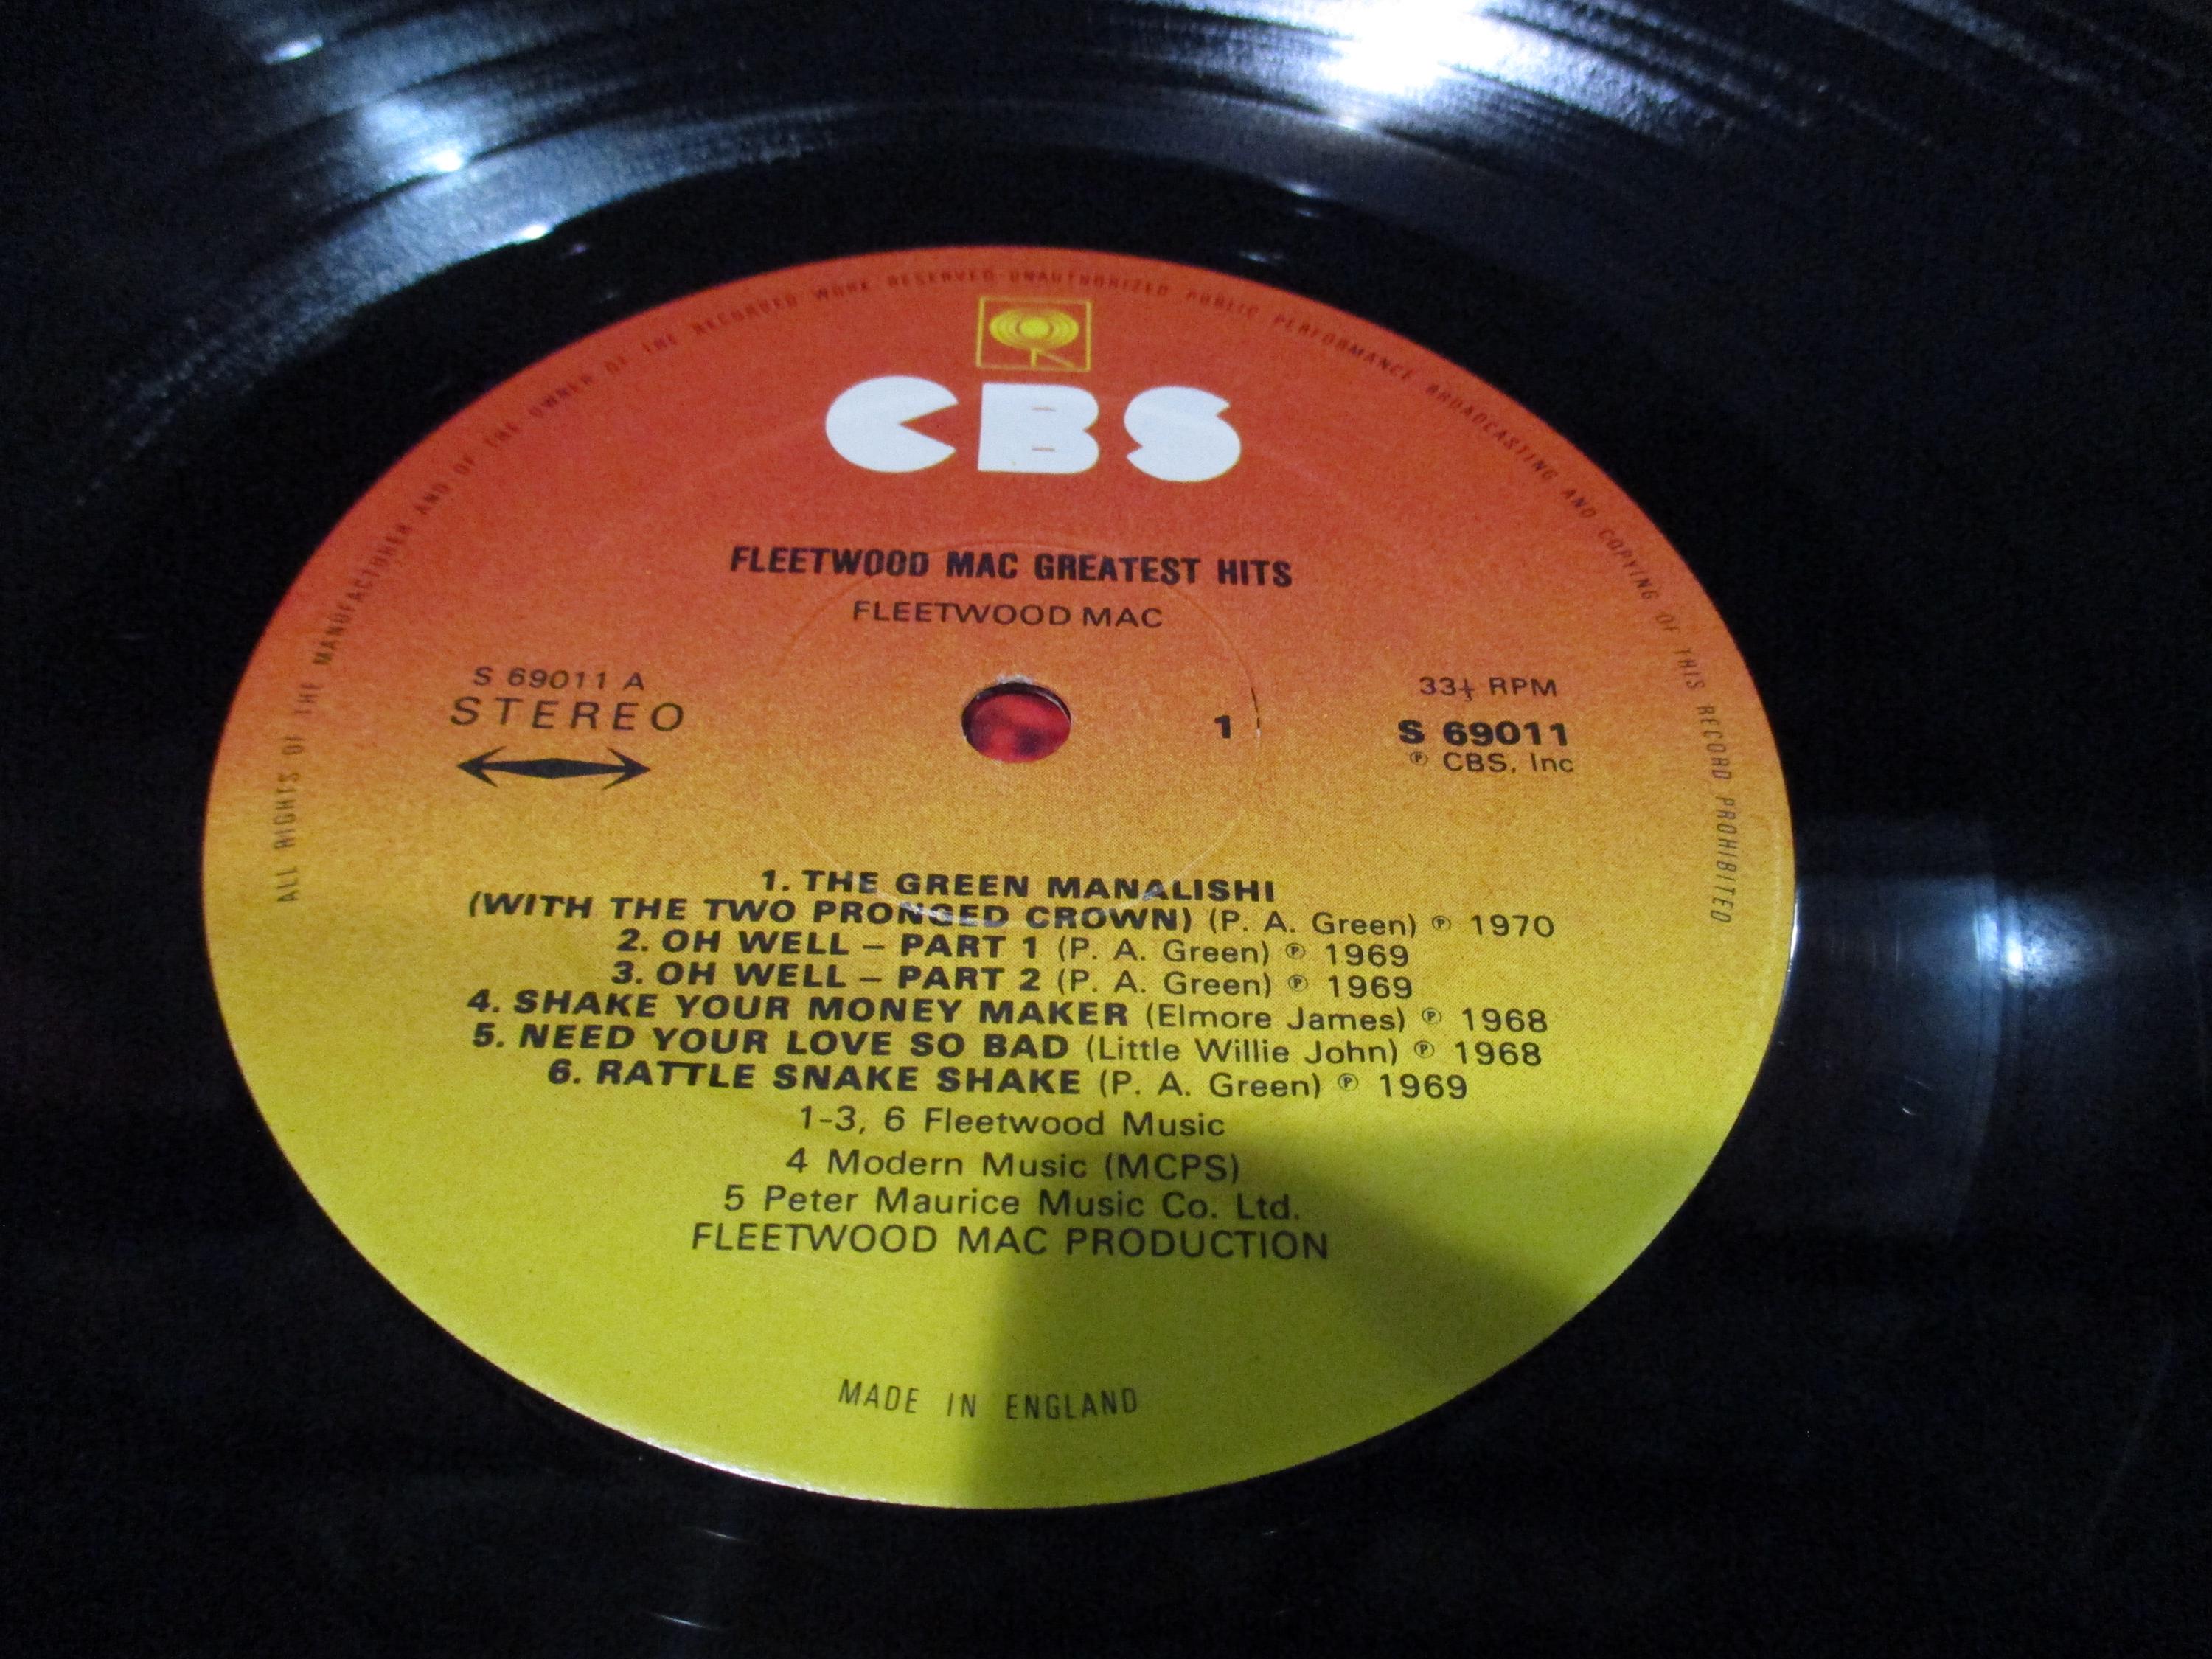 ALL RIGHTS OF THE MANUFACTURER AND OF THE OWNER OF THE RECORDED WORK RESERVED·UNAUTHORIZED PUBLIC PERFORMANCE BROADCASTING AND COPYING OF THIS RECORD PROHIBITED
CBS
FLEETWOOD MAC GREATEST HITS
FLEETWOOD MAC
S 69011 A
STEREO
1
33⅓ RPM
S 69011
℗ CBS, Inc
1. THE GREEN MANALISHI
(WITH THE TWO PRONGED CROWN) (P. A. Green) ℗ 1970
2. OH WELL – PART 1 (P. A. Green) ℗ 1969
3. OH WELL – PART 2 (P. A. Green) ℗ 1969
4. SHAKE YOUR MONEY MAKER (Elmore James) ℗ 1968
5. NEED YOUR LOVE SO BAD (Little Willie John) ℗ 1968
6. RATTLE SNAKE SHAKE (P. A. Green) ℗ 1969
1-3, 6 Fleetwood Music
4 Modern Music (MCPS)
5 Peter Maurice Music Co. Ltd.
FLEETWOOD MAC PRODUCTION
MADE IN ENGLAND